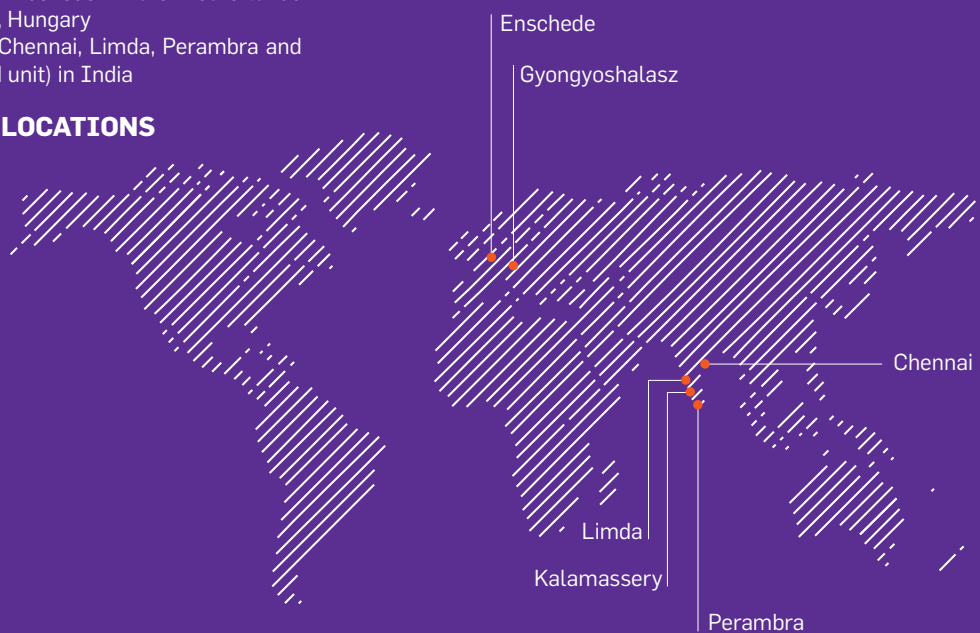 , Hungary
Chennai, Limda, Perambra and
unit) in India
LOCATIONS
Enschede
Gyongyoshalasz
Chennai
Limda
Kalamassery
Perambra